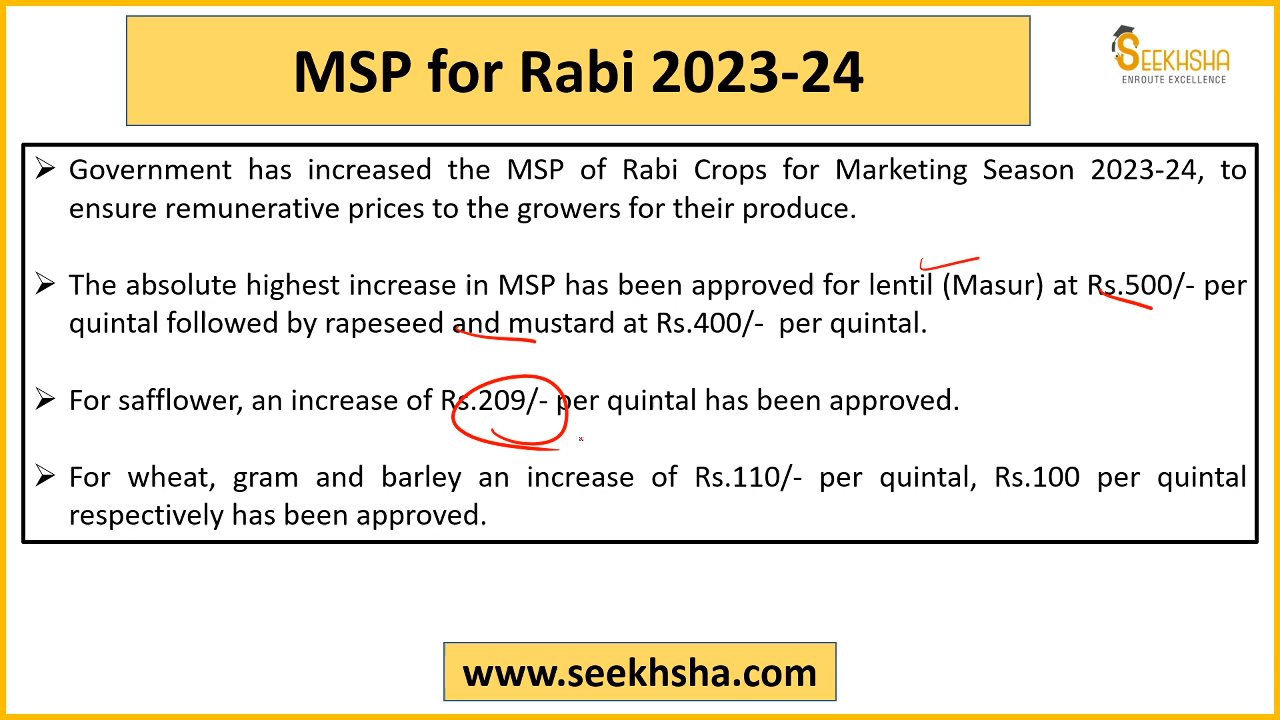 MSP for Rabi 2023-24
SEEKHSHA
ENROUTE EXCELLENCE
➢ Government has increased the MSP of Rabi Crops for Marketing Season 2023-24, to
ensure remunerative prices to the growers for their produce.
➢ The absolute highest increase in MSP has been approved for lentil (Masur) at Rs.500/- per
quintal followed by rapeseed and mustard at Rs.400/- per quintal.
➢ For safflower, an increase of Rs.209/- per quintal has been approved.
➢ For wheat, gram and barley an increase of Rs.110/- per quintal, Rs.100 per quintal
respectively has been approved.
www.seekhsha.com